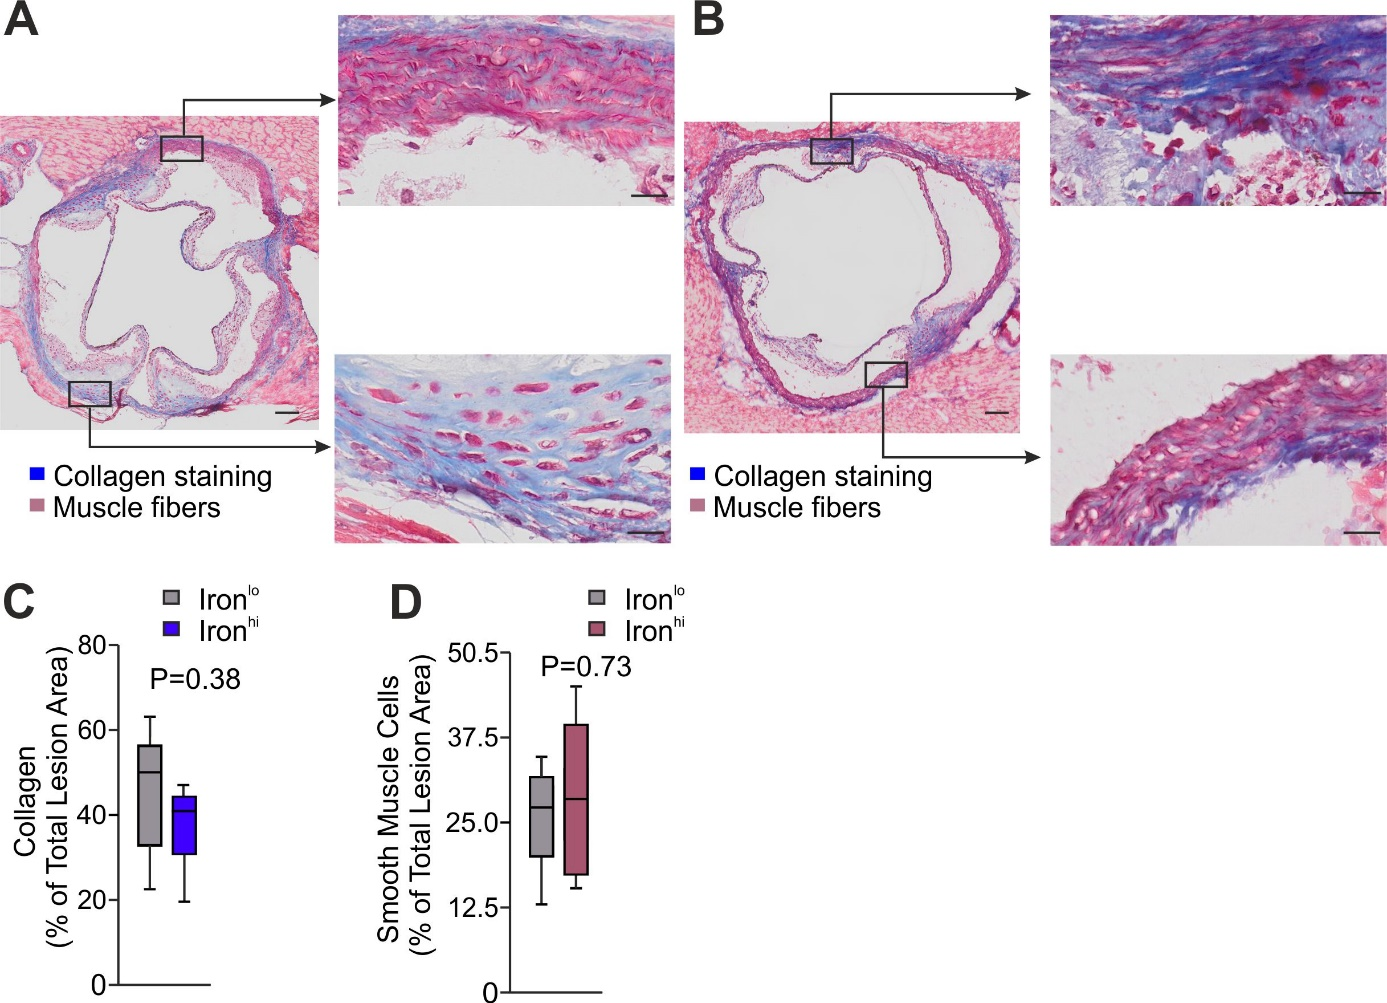 A
B
Collagen staining
Muscle fibers
Collagen staining
Muscle fibers
C
Iron^lo
Iron^hi
P=0.38
Collagen
(% of Total Lesion Area)
80
60
40
20
0
D
Iron^lo
Iron^hi
P=0.73
Smooth Muscle Cells
(% of Total Lesion Area)
50.5
37.5
25.0
12.5
0